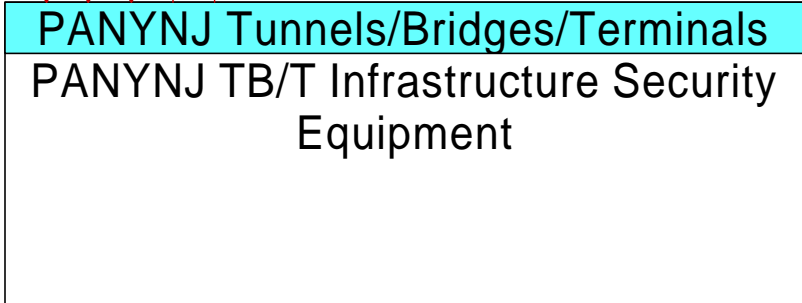 PANYNJ Tunnels/Bridges/Terminals
PANYNJ TB/T Infrastructure Security
Equipment